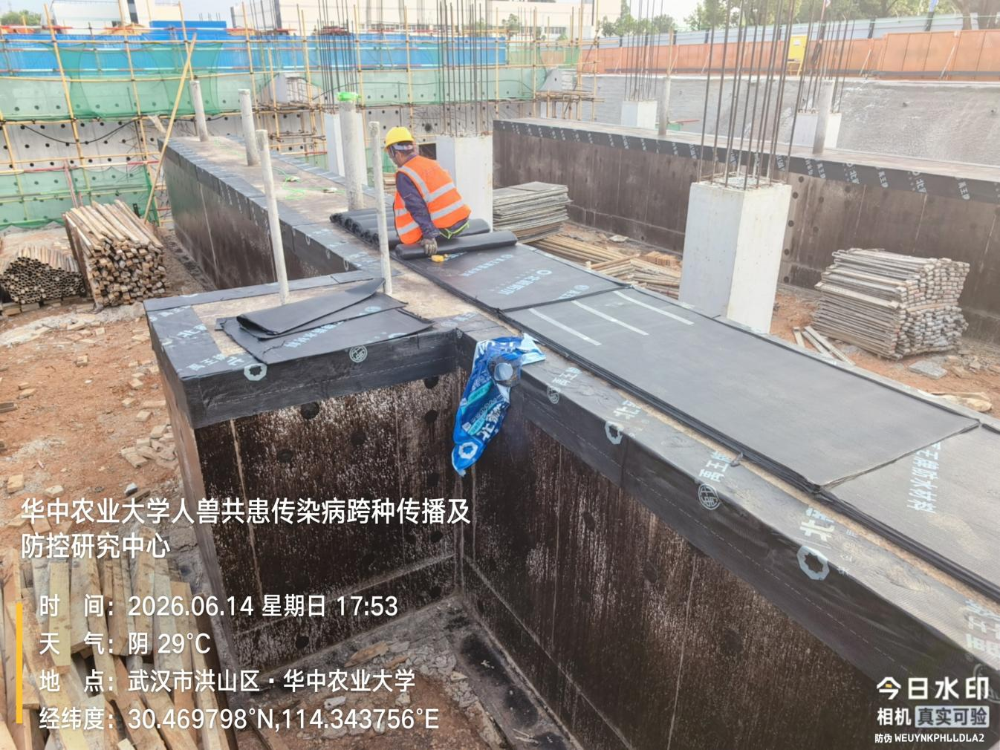 华中农业大学人兽共患传染病跨种传播及
防控研究中心
时 间：2026.06.14 星期日 17:53
天 气：阴 29℃
地 点：武汉市洪山区·华中农业大学
经纬度：30.469798°N,114.343756°E
今日水印
相机 真实可验
防伪 WEUYNKPHLLDLA2